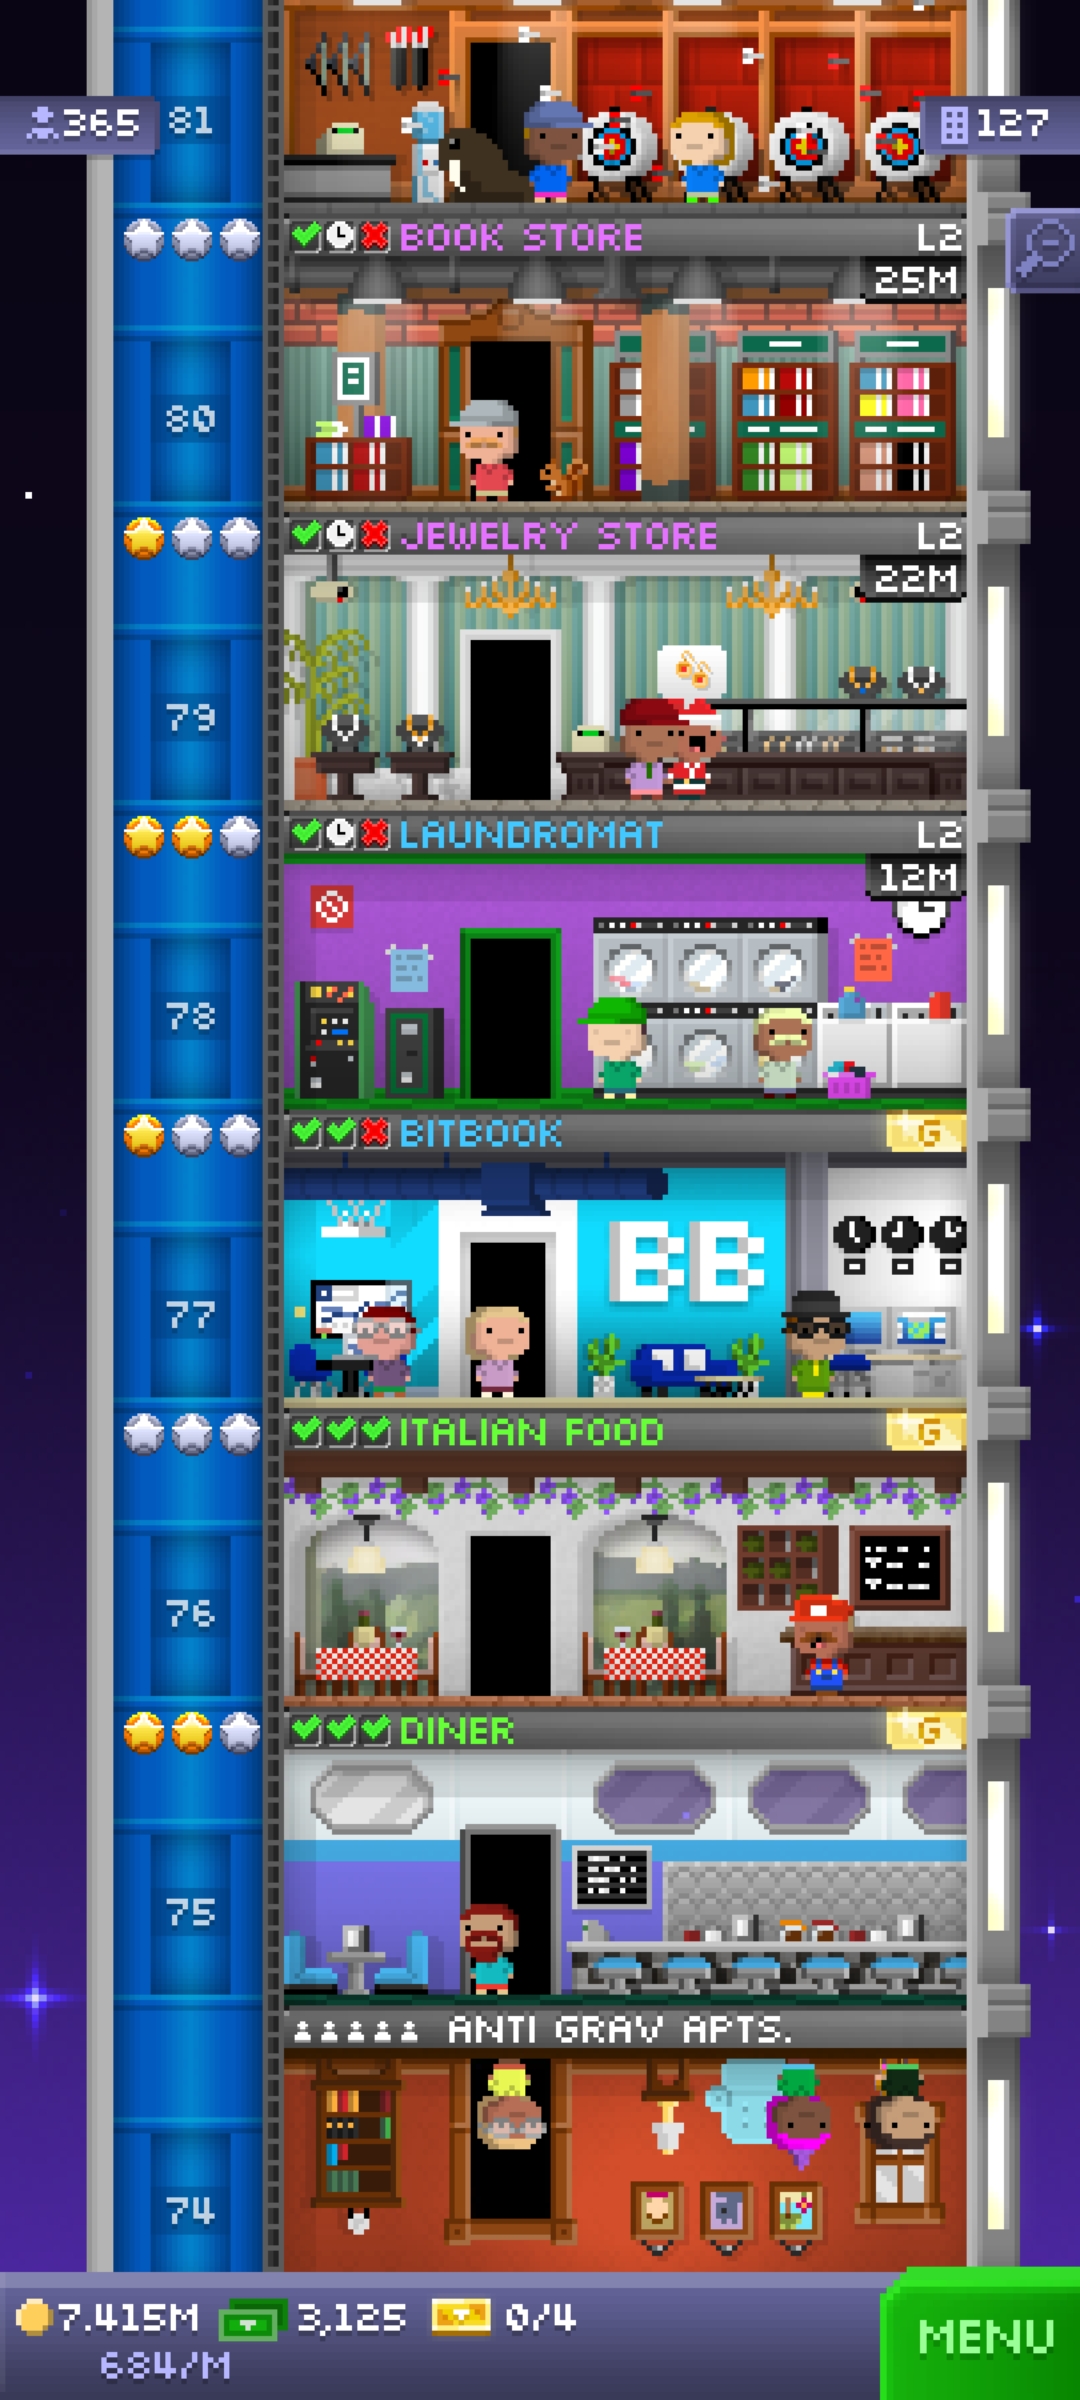 365
81
127
BOOK STORE L2
25M
80
JEWELRY STORE L2
22M
79
LAUNDROMAT L2
12M
78
BITBOOK G
BB
77
ITALIAN FOOD G
76
DINER G
75
ANTI GRAV APTS.
74
7.415M 3,125 0/4
684/M
MENU